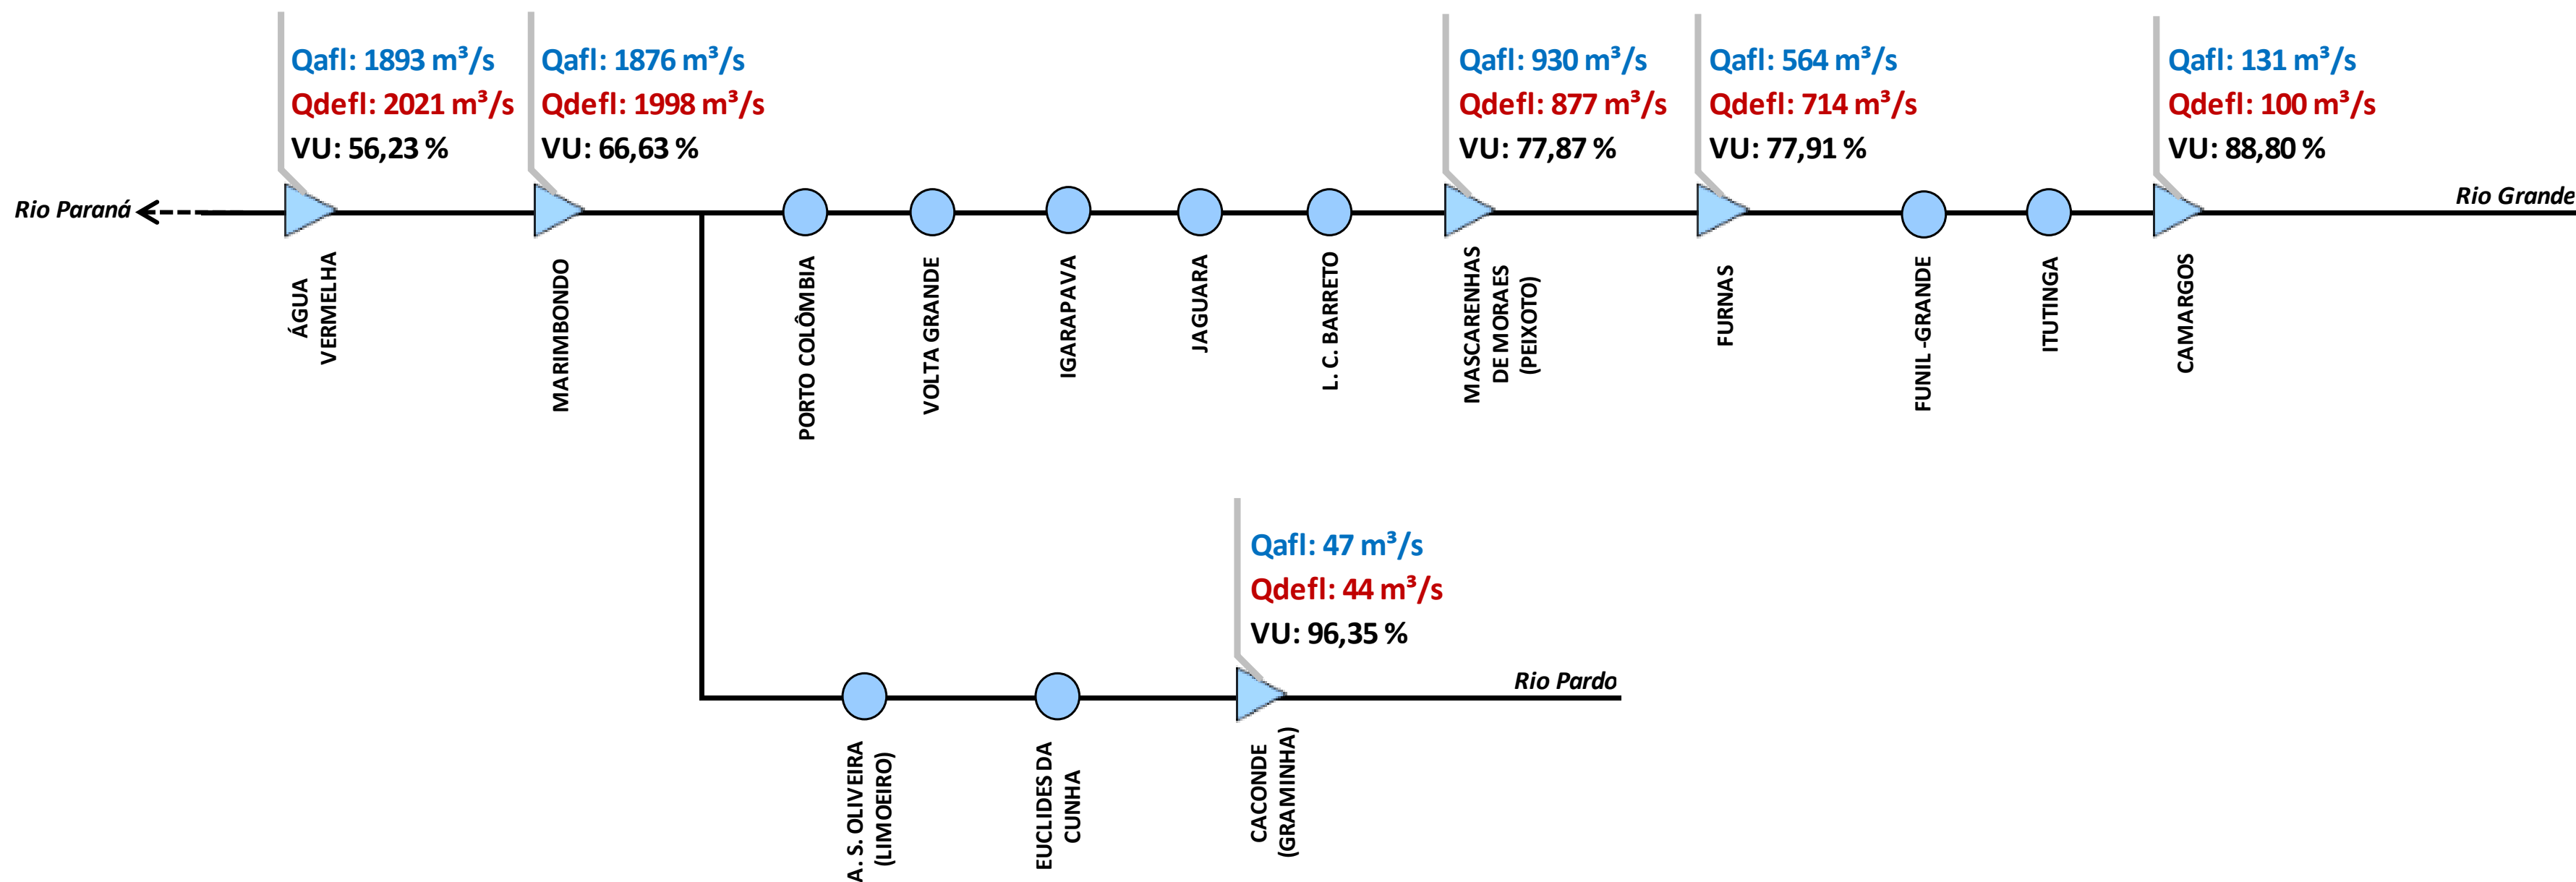 Qafl: 1893 m³/s
Qdefl: 2021 m³/s
VU: 56,23 %
Qafl: 1876 m³/s
Qdefl: 1998 m³/s
VU: 66,63 %
Qafl: 930 m³/s
Qdefl: 877 m³/s
VU: 77,87 %
Qafl: 564 m³/s
Qdefl: 714 m³/s
VU: 77,91 %
Qafl: 131 m³/s
Qdefl: 100 m³/s
VU: 88,80 %
Rio Paraná
Rio Grande
ÁGUA
VERMELHA
MARIMBONDO
PORTO COLÔMBIA
VOLTA GRANDE
IGARAPAVA
JAGUARA
L. C. BARRETO
MASCARENHAS
DE MORAES
(PEIXOTO)
FURNAS
FUNIL -GRANDE
ITUTINGA
CAMARGOS
Qafl: 47 m³/s
Qdefl: 44 m³/s
VU: 96,35 %
Rio Pardo
A. S. OLIVEIRA
(LIMOEIRO)
EUCLIDES DA
CUNHA
CACONDE
(GRAMINHA)